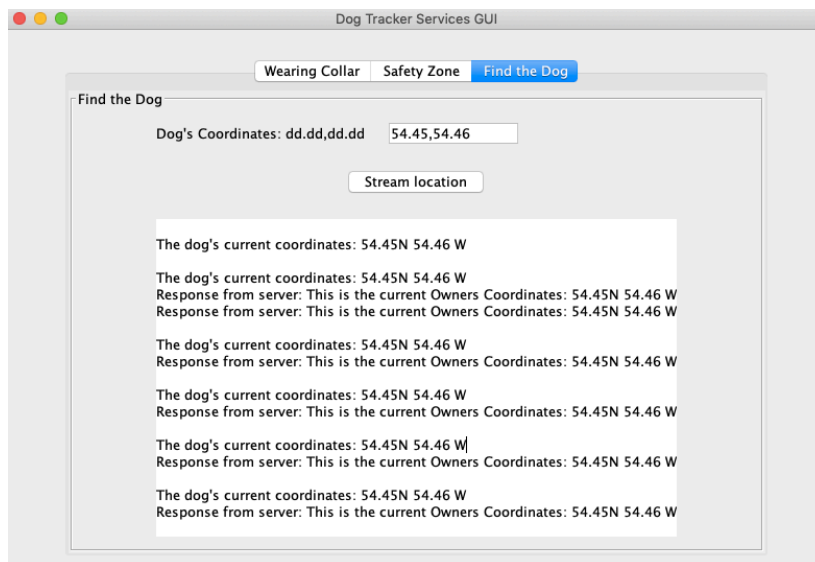 Dog Tracker Services GUI
Wearing Collar Safety Zone Find the Dog
Find the Dog
Dog's Coordinates: dd.dd,dd.dd 54.45,54.46
Stream location
The dog's current coordinates: 54.45N 54.46 W
The dog's current coordinates: 54.45N 54.46 W
Response from server: This is the current Owners Coordinates: 54.45N 54.46 W
Response from server: This is the current Owners Coordinates: 54.45N 54.46 W
The dog's current coordinates: 54.45N 54.46 W
Response from server: This is the current Owners Coordinates: 54.45N 54.46 W
The dog's current coordinates: 54.45N 54.46 W
Response from server: This is the current Owners Coordinates: 54.45N 54.46 W
The dog's current coordinates: 54.45N 54.46 W
Response from server: This is the current Owners Coordinates: 54.45N 54.46 W
The dog's current coordinates: 54.45N 54.46 W
Response from server: This is the current Owners Coordinates: 54.45N 54.46 W